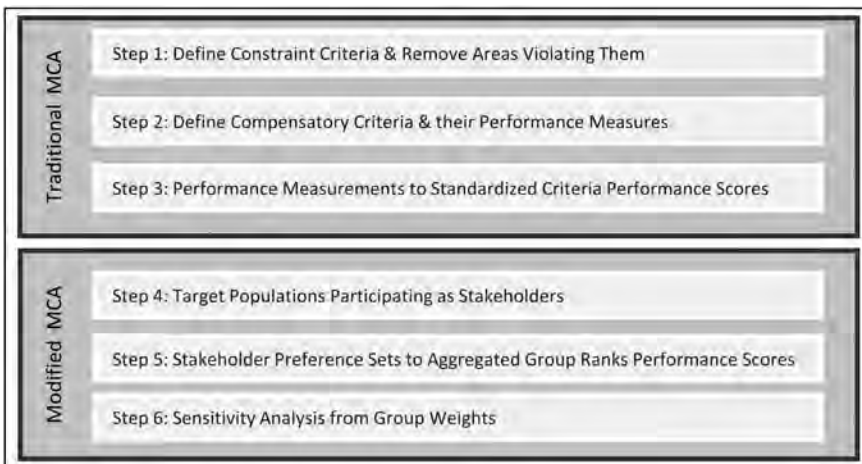 Traditional MCA
Step 1: Define Constraint Criteria & Remove Areas Violating Them
Step 2: Define Compensatory Criteria & their Performance Measures
Step 3: Performance Measurements to Standardized Criteria Performance Scores
Modified MCA
Step 4: Target Populations Participating as Stakeholders
Step 5: Stakeholder Preference Sets to Aggregated Group Ranks Performance Scores
Step 6: Sensitivity Analysis from Group Weights